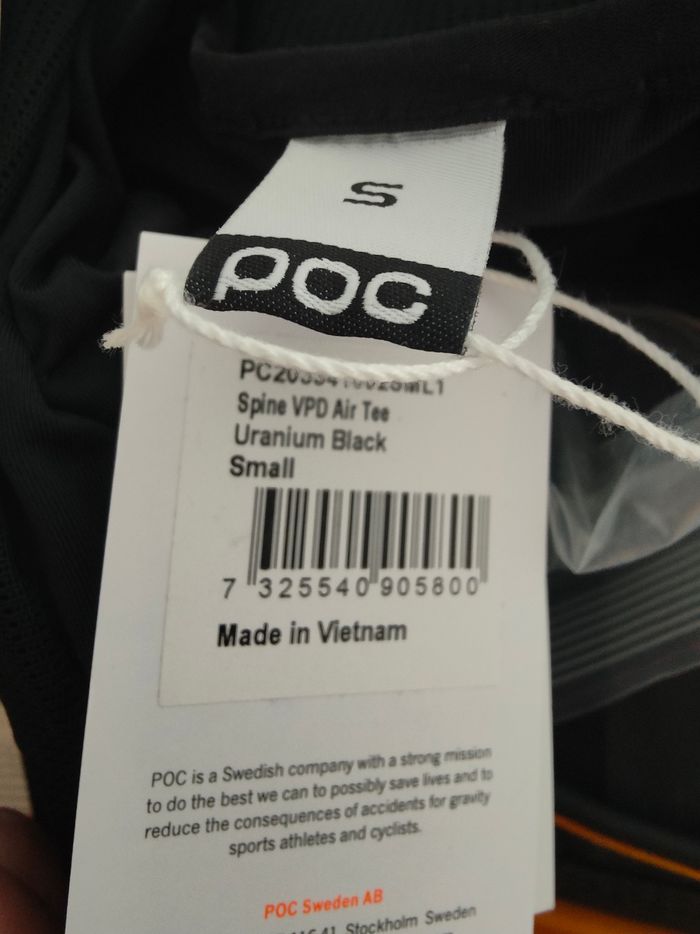 S
POC
Spine VPD Air Tee
Uranium Black
Small
7 325540 905800
Made in Vietnam
POC is a Swedish company with a strong mission
to do the best we can to possibly save lives and to
reduce the consequences of accidents for gravity
sports athletes and cyclists.
POC Sweden AB
Stockholm Sweden